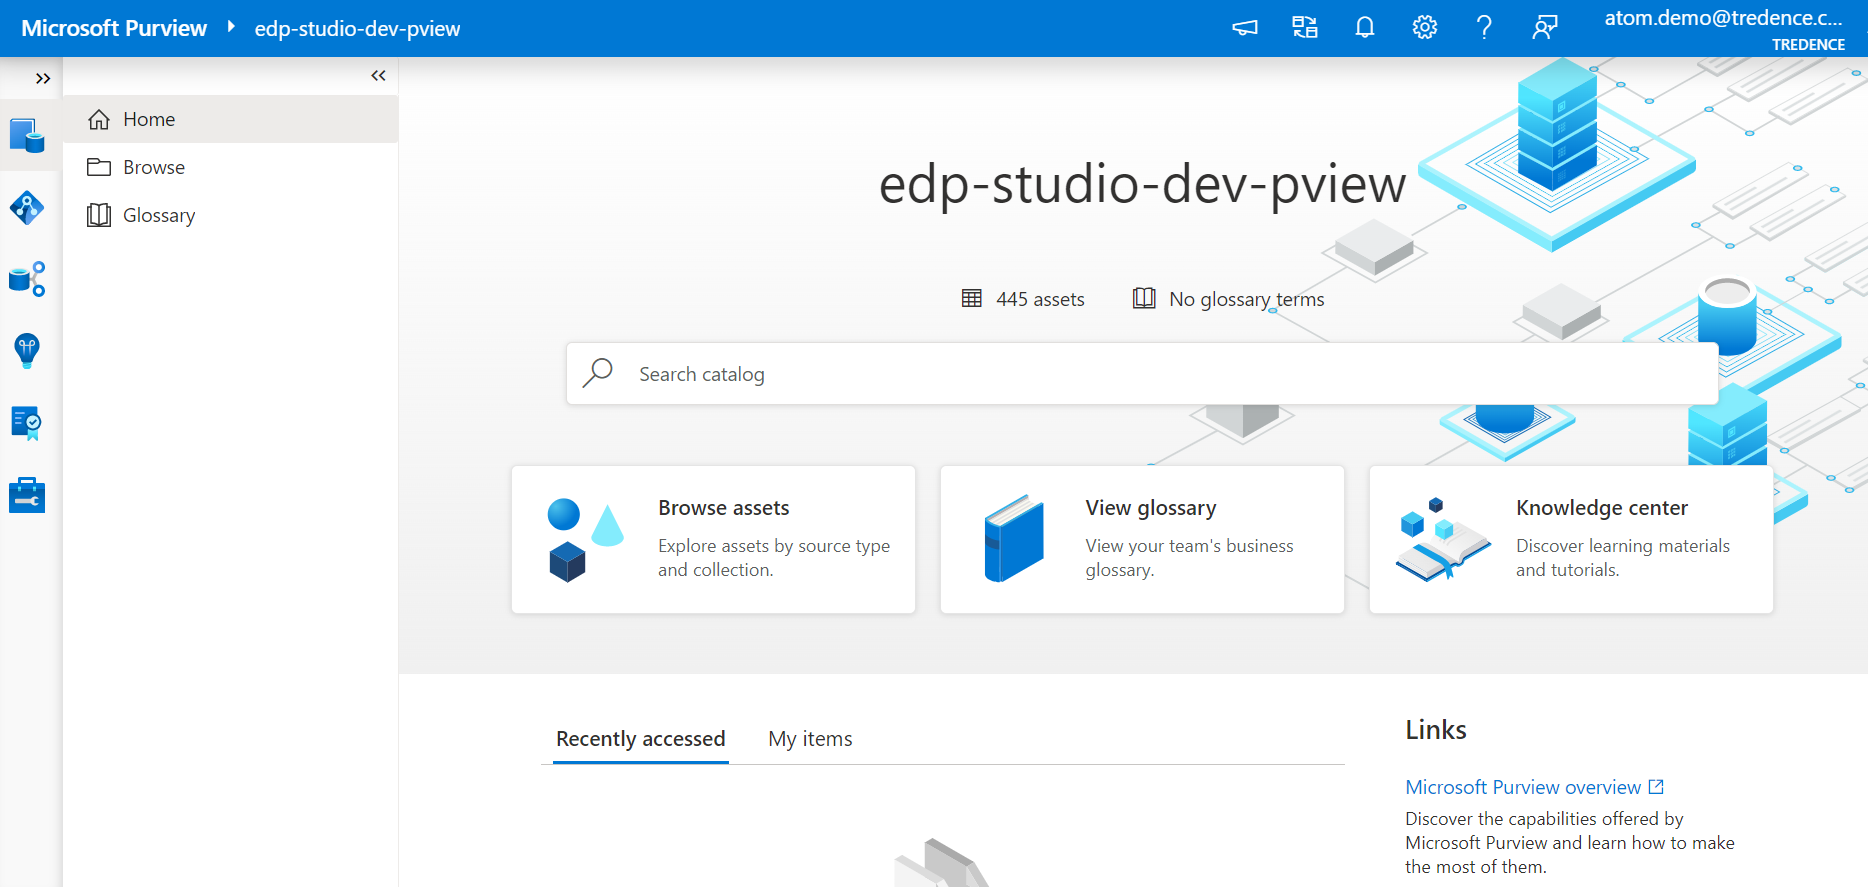 Microsoft Purview edp-studio-dev-pview
atom.demo@tredence.c...
TREDENCE
Home
Browse
Glossary
edp-studio-dev-pview
445 assets
No glossary terms
Search catalog
Browse assets
Explore assets by source type
and collection.
View glossary
View your team's business
glossary.
Knowledge center
Discover learning materials
and tutorials.
Recently accessed
My items
Links
Microsoft Purview overview
Discover the capabilities offered by
Microsoft Purview and learn how to make
the most of them.